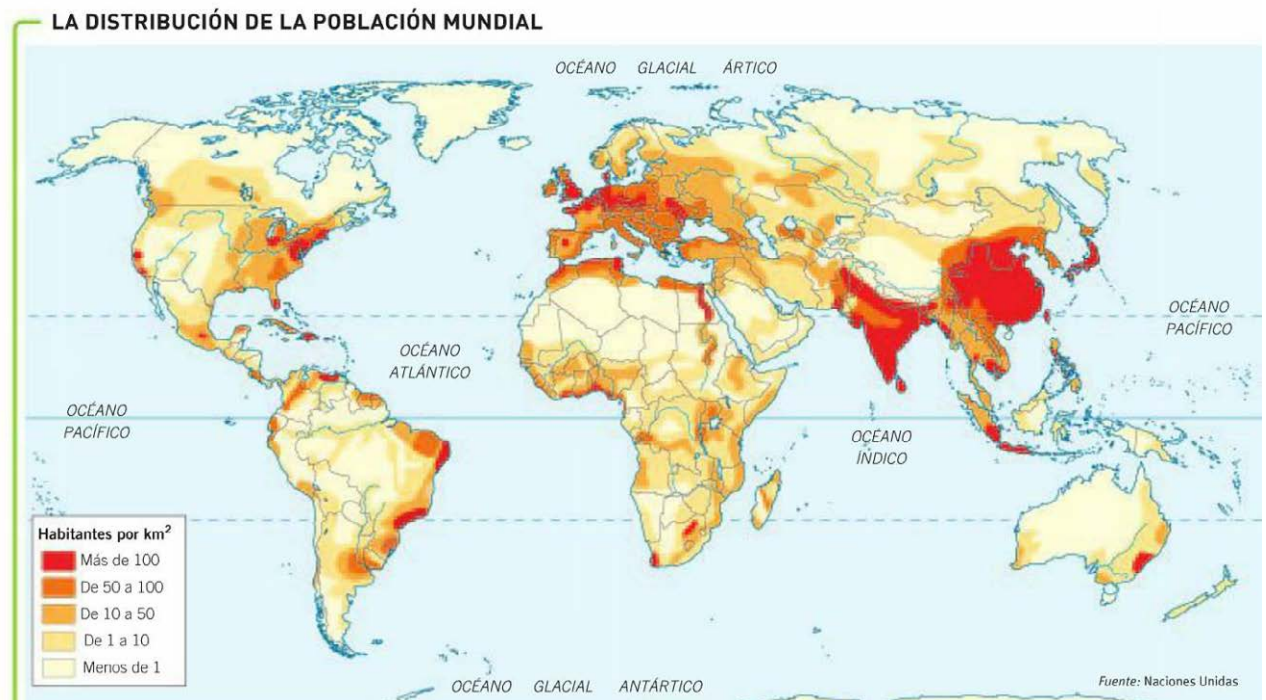 LA DISTRIBUCIÓN DE LA POBLACIÓN MUNDIAL
OCÉANO GLACIAL ÁRTICO
OCÉANO
PACÍFICO
OCÉANO
ATLÁNTICO
OCÉANO
PACÍFICO
OCÉANO
ÍNDICO
Habitantes por km²
Más de 100
De 50 a 100
De 10 a 50
De 1 a 10
Menos de 1
OCÉANO GLACIAL ANTÁRTICO
Fuente: Naciones Unidas